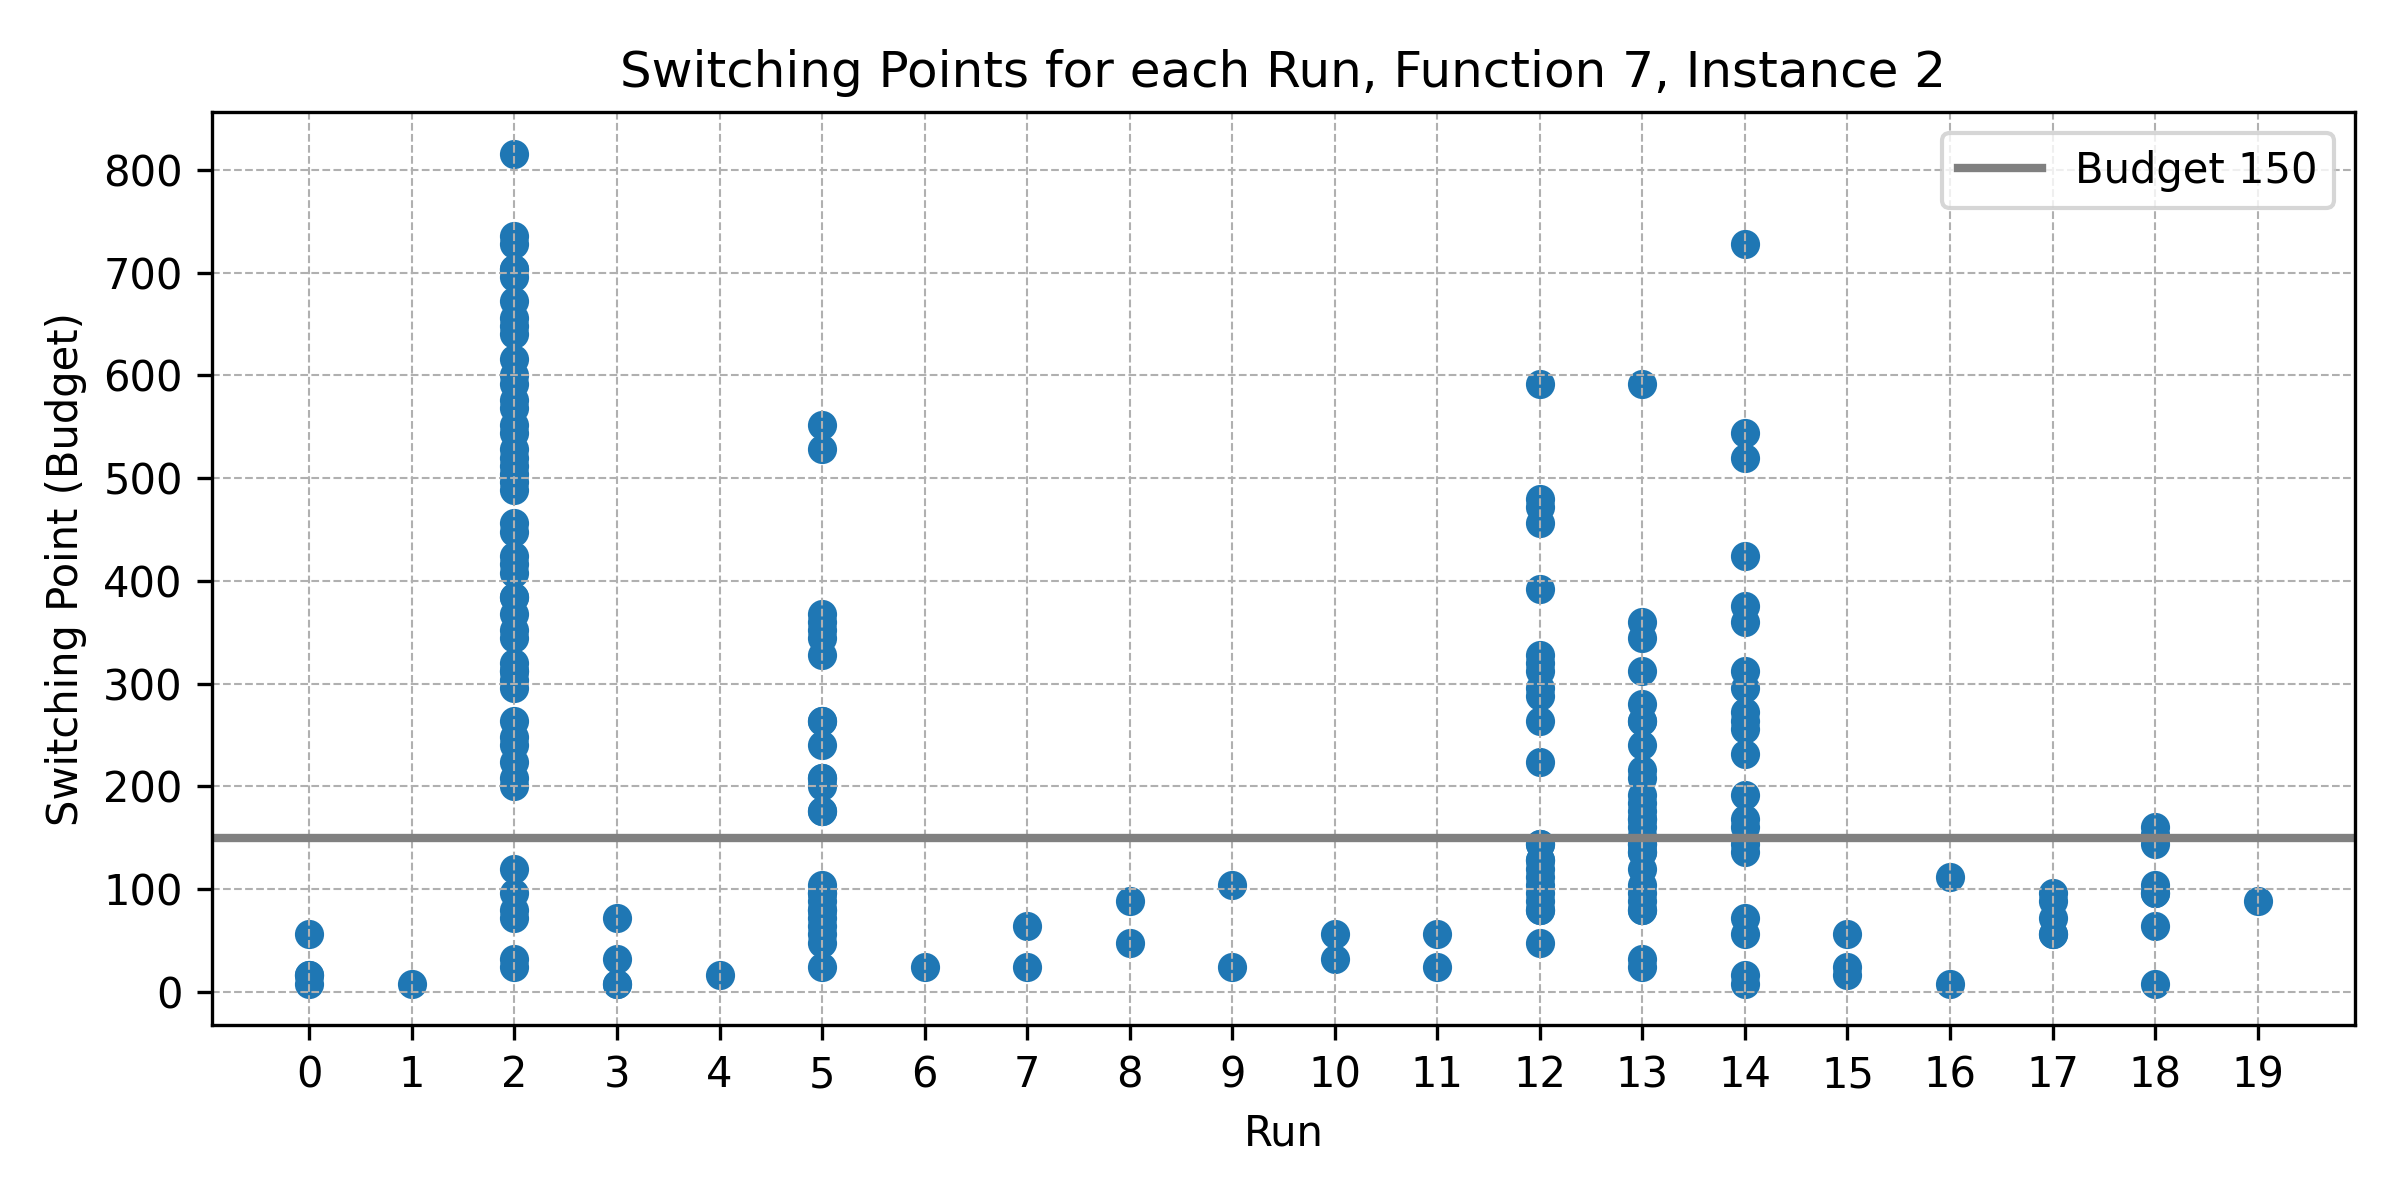 Switching Points for each Run, Function 7, Instance 2
Budget 150
Switching Point (Budget)
800
700
600
500
400
300
200
100
0
0 1 2 3 4 5 6 7 8 9 10 11 12 13 14 15 16 17 18 19
Run